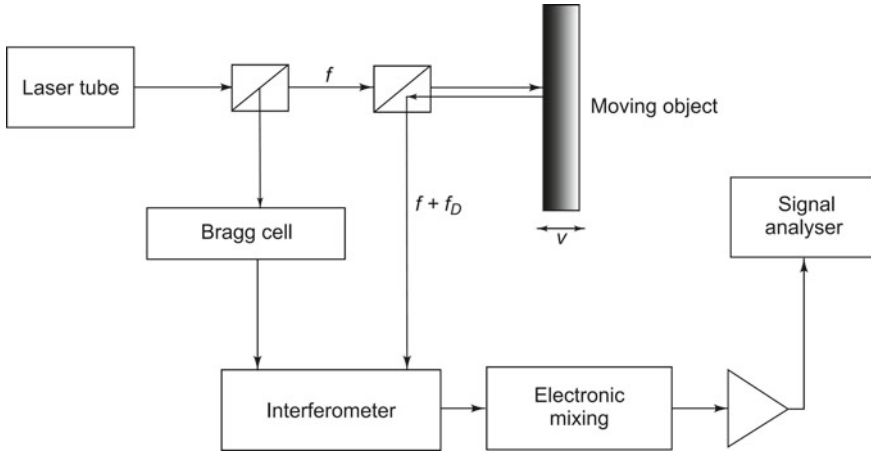 Laser tube
f
Moving object
Bragg cell
f + f_D
v
Signal
analyser
Interferometer
Electronic
mixing